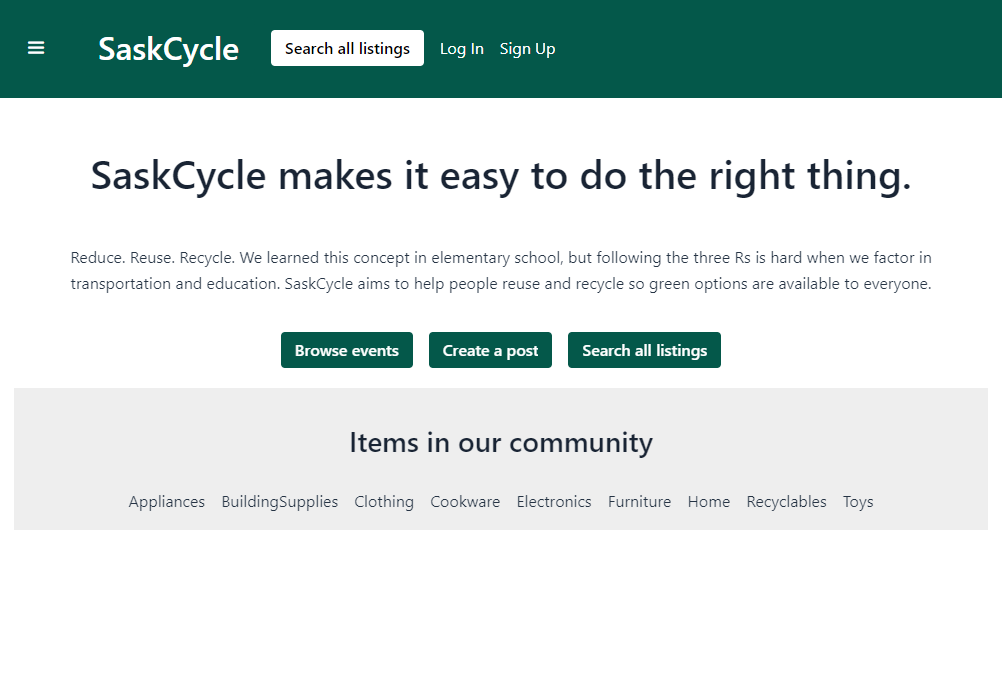 SaskCycle Search all listings Log In Sign Up
SaskCycle makes it easy to do the right thing.
Reduce. Reuse. Recycle. We learned this concept in elementary school, but following the three Rs is hard when we factor in
transportation and education. SaskCycle aims to help people reuse and recycle so green options are available to everyone.
Browse events Create a post Search all listings
Items in our community
Appliances BuildingSupplies Clothing Cookware Electronics Furniture Home Recyclables Toys